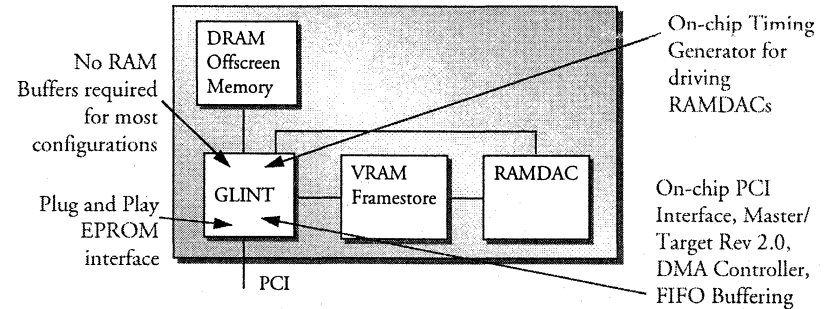 No RAM
Buffers required
for most
configurations
Plug and Play
EPROM
interface
DRAM
Offscreen
Memory
GLINT
VRAM
Framestore
RAMDAC
PCI
On-chip Timing
Generator for
driving
RAMDACs
On-chip PCI
Interface, Master/
Target Rev 2.0,
DMA Controller,
FIFO Buffering